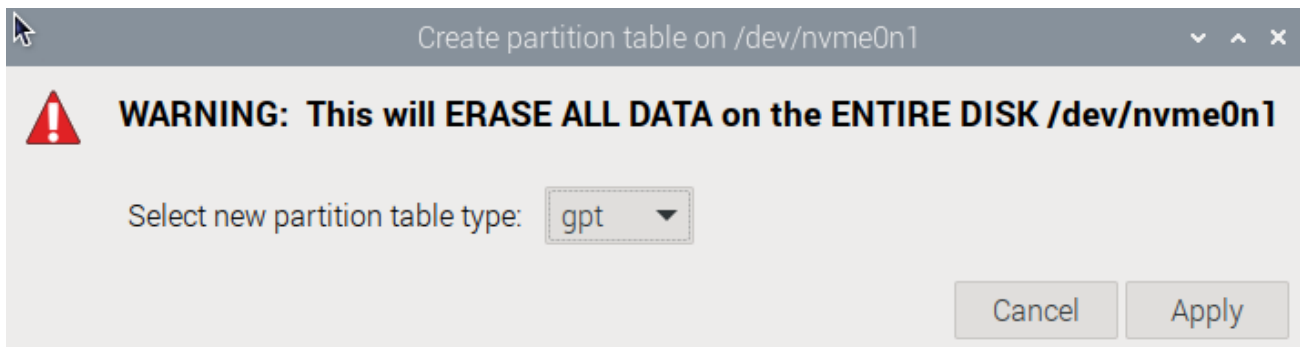 Create partition table on /dev/nvme0n1
WARNING: This will ERASE ALL DATA on the ENTIRE DISK /dev/nvme0n1
Select new partition table type: gpt
Cancel Apply